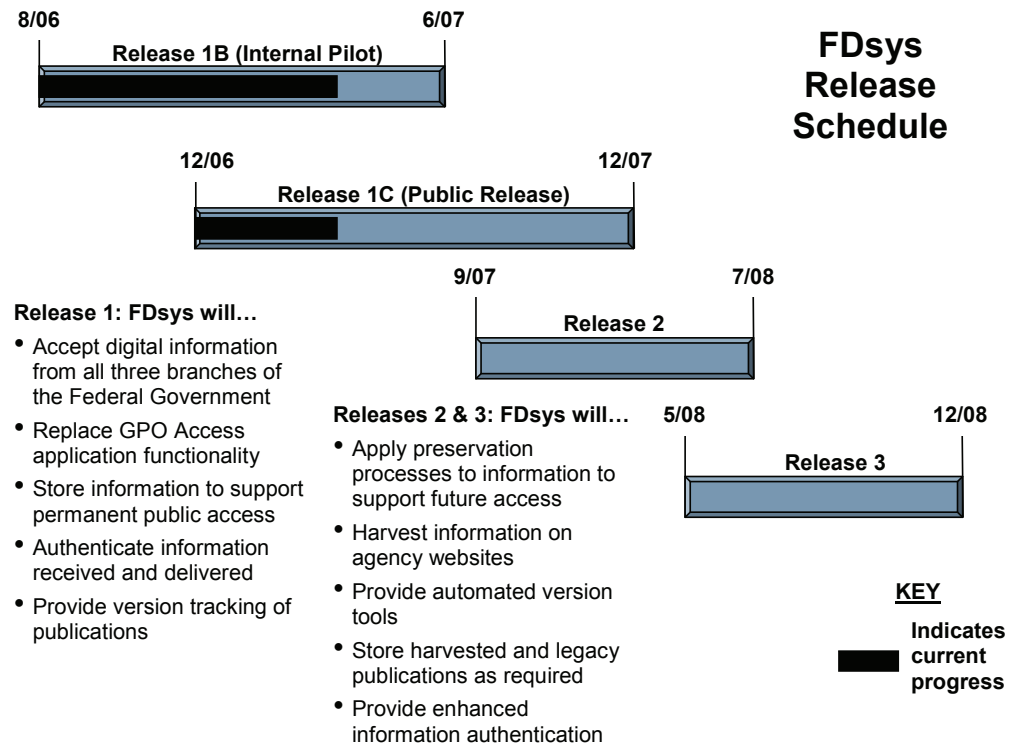 8/06
6/07
Release 1B (Internal Pilot)
FDsys
Release
Schedule
12/06
12/07
Release 1C (Public Release)
9/07
7/08
Release 2
Release 1: FDsys will…
• Accept digital information
from all three branches of
the Federal Government
• Replace GPO Access
application functionality
• Store information to support
permanent public access
• Authenticate information
received and delivered
• Provide version tracking of
publications
Releases 2 & 3: FDsys will…
• Apply preservation
processes to information to
support future access
• Harvest information on
agency websites
• Provide automated version
tools
• Store harvested and legacy
publications as required
• Provide enhanced
information authentication
5/08
12/08
Release 3
KEY
Indicates
current
progress